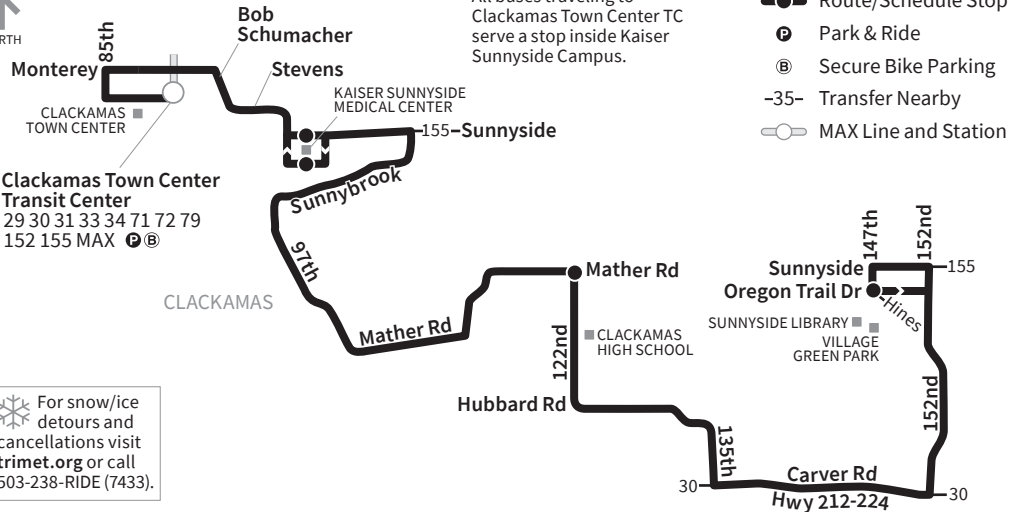 RTH
85th
Bob
Schumacher
Monterey
Stevens
CLACKAMAS
TOWN CENTER
KAISER SUNNYSIDE
MEDICAL CENTER
155
Sunnyside
Clackamas Town Center
Transit Center
29 30 31 33 34 71 72 79
152 155 MAX P B
All buses traveling to
Clackamas Town Center TC
serve a stop inside Kaiser
Sunnyside Campus.
Route/Schedule Stop
P Park & Ride
B Secure Bike Parking
–35– Transfer Nearby
MAX Line and Station
Sunnybrook
97th
CLACKAMAS
Mather Rd
Mather Rd
122nd
CLACKAMAS
HIGH SCHOOL
Hubbard Rd
135th
30
Carver Rd
Hwy 212-224
30
152nd
147th
152nd
Sunnyside
155
Oregon Trail Dr
Hines
SUNNYSIDE LIBRARY
VILLAGE
GREEN PARK
For snow/ice
detours and
cancellations visit
trimet.org or call
503-238-RIDE (7433).